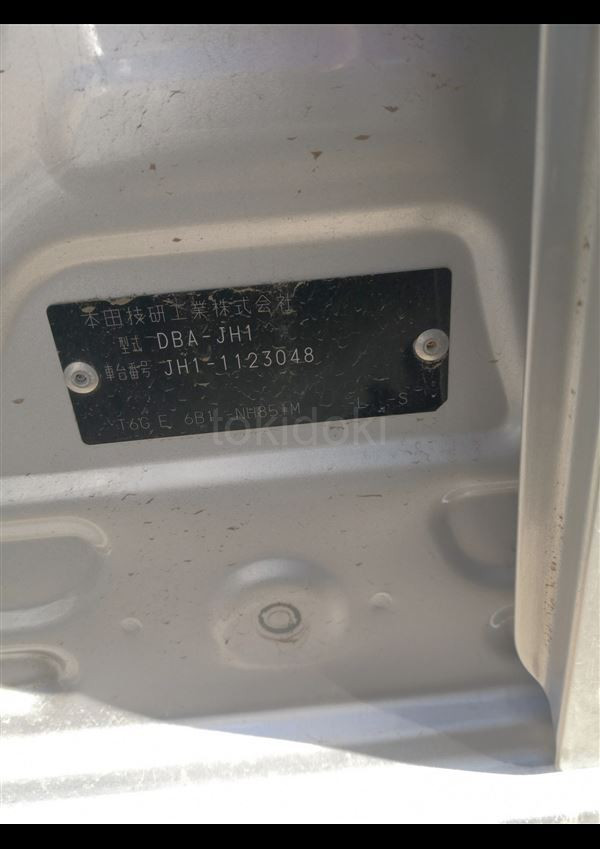 本田技研工業株式会社
型式 DBA-JH1
車台番号 JH1-1123048
T6G E 6B1 -NH851M L -S
tokidoki